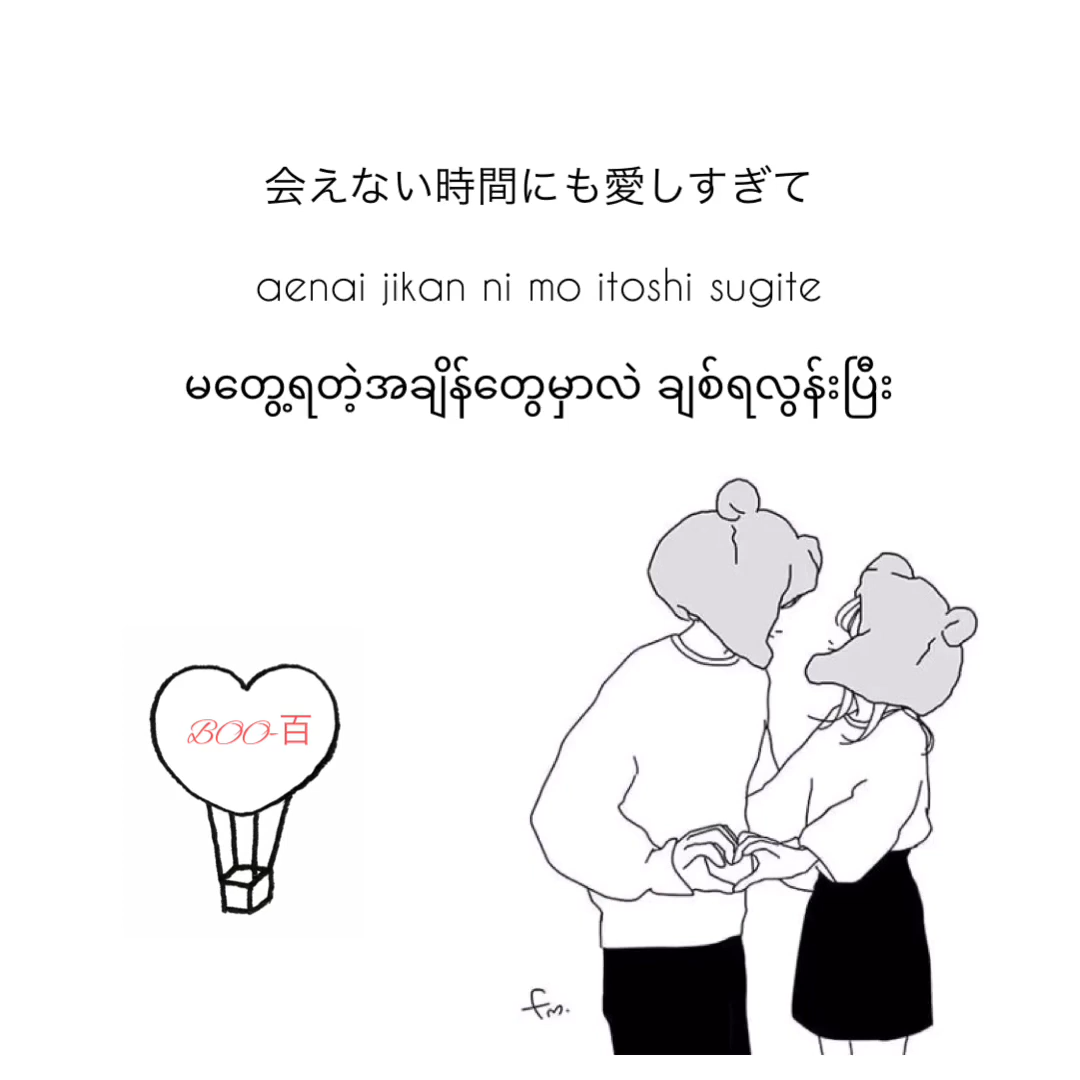 会えない時間にも愛しすぎて
aenai jikan ni mo itoshi sugite
မတွေ့ရတဲ့အချိန်တွေမှာလဲ ချစ်ရလွန်းပြီး
BOO-百
fm.